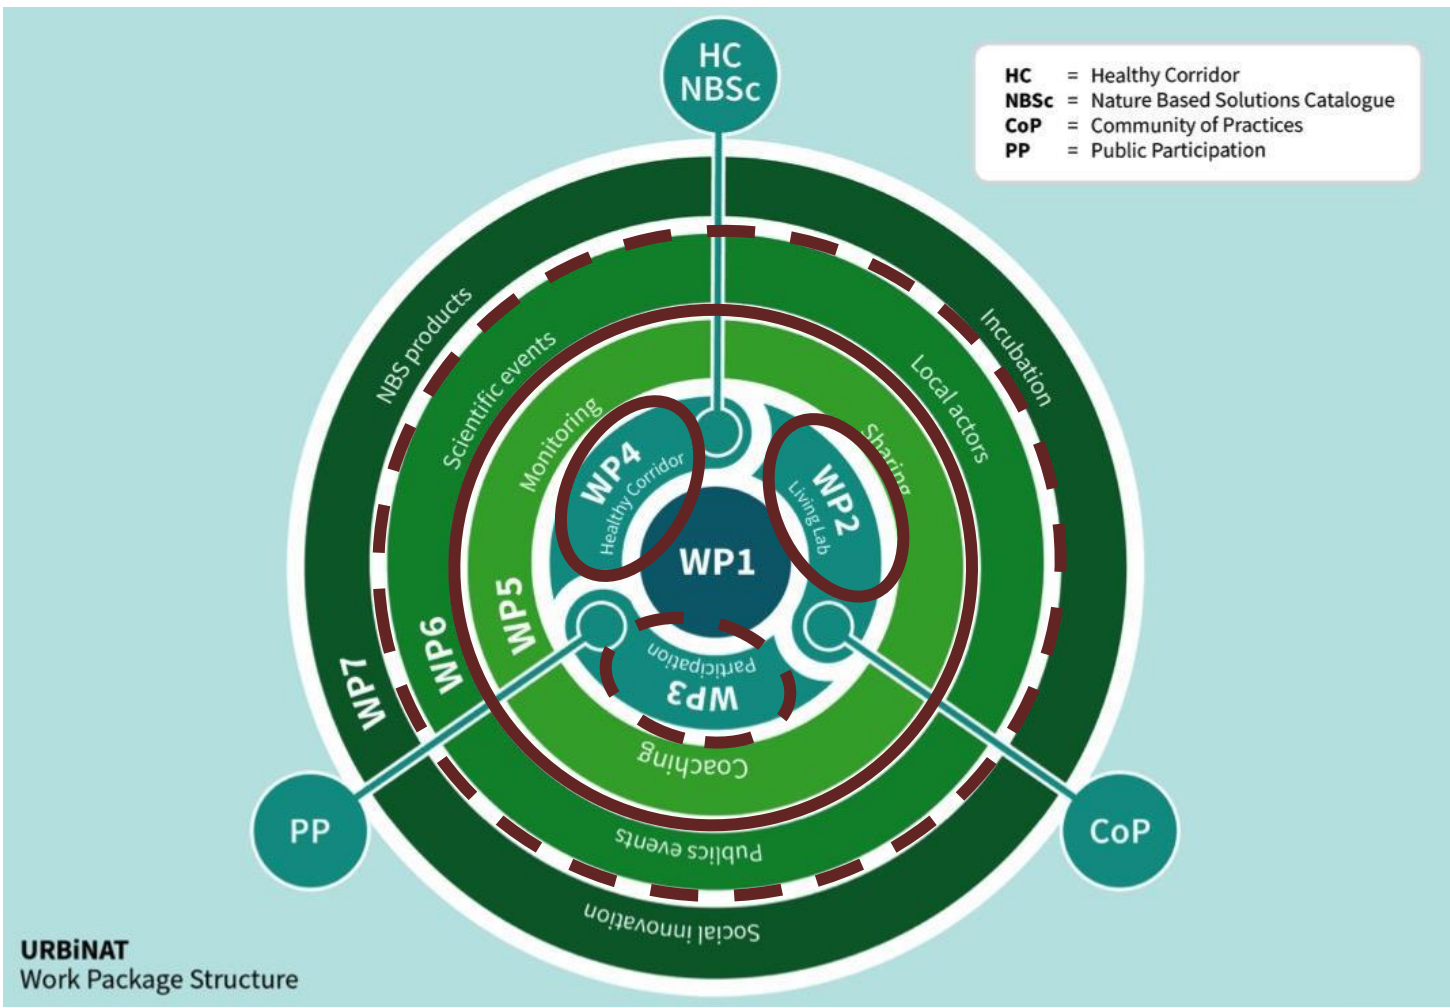 HC
NBSc
HC = Healthy Corridor
NBSc = Nature Based Solutions Catalogue
CoP = Community of Practices
PP = Public Participation
NBS products
Incubation
Scientific events
Local actors
Monitoring
Sharing
WP4
Healthy Corridor
WP2
Living Lab
WP1
WP5
WP6
WP7
Participation
WP3
Coaching
PP
CoP
Publics events
Social innovation
URBiNAT
Work Package Structure